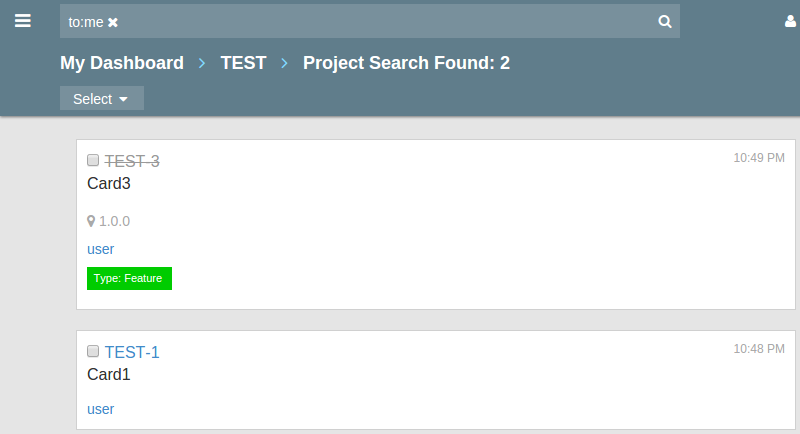 to:me ✖
My Dashboard > TEST > Project Search Found: 2
Select
TEST-3 10:49 PM
Card3
1.0.0
user
Type: Feature
TEST-1 10:48 PM
Card1
user